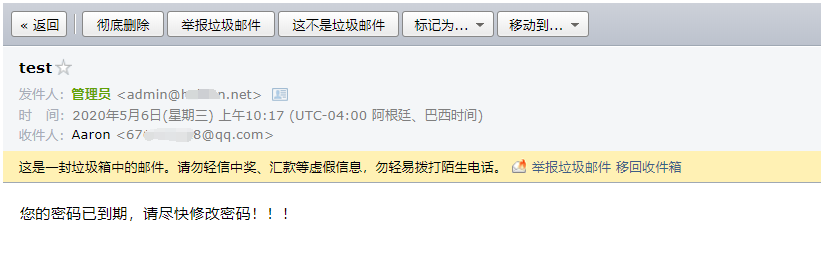 « 返回 彻底删除 举报垃圾邮件 这不是垃圾邮件 标记为... 移动到...
test
发件人: 管理员 <admin@h n.net>
时 间: 2020年5月6日(星期三) 上午10:17 (UTC-04:00 阿根廷、巴西时间)
收件人: Aaron <67 8@qq.com>
这是一封垃圾箱中的邮件。请勿轻信中奖、汇款等虚假信息，勿轻易拨打陌生电话。 举报垃圾邮件 移回收件箱
您的密码已到期，请尽快修改密码！！！